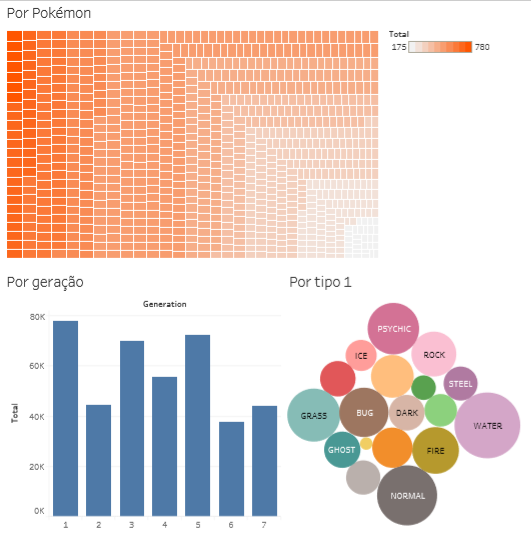 Por Pokémon
Total
175 780
Por geração
Por tipo 1
Generation
80K
60K
40K
20K
0K
Total
1 2 3 4 5 6 7
PSYCHIC
ICE
ROCK
STEEL
GRASS
BUG
DARK
WATER
GHOST
FIRE
NORMAL